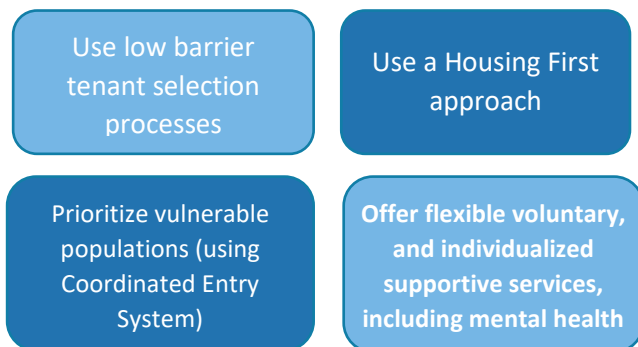 Use low barrier
tenant selection
processes
Use a Housing First
approach
Prioritize vulnerable
populations (using
Coordinated Entry
System)
Offer flexible voluntary,
and individualized
supportive services,
including mental health